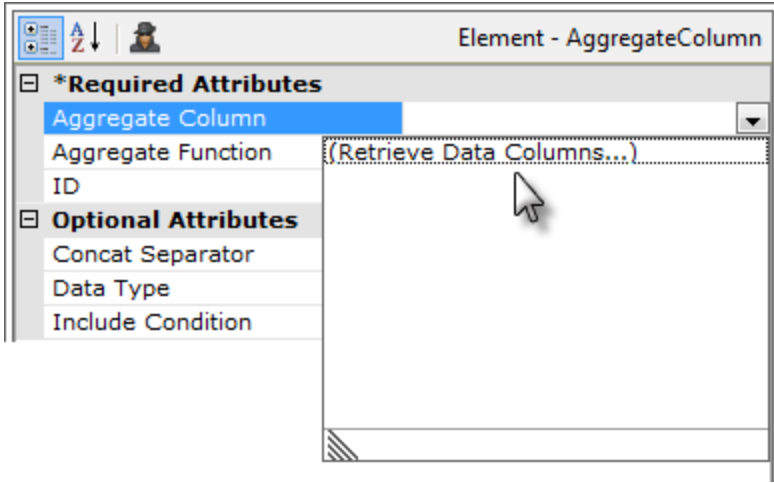 Element - AggregateColumn
*Required Attributes
Aggregate Column
Aggregate Function
(Retrieve Data Columns...)
ID
Optional Attributes
Concat Separator
Data Type
Include Condition